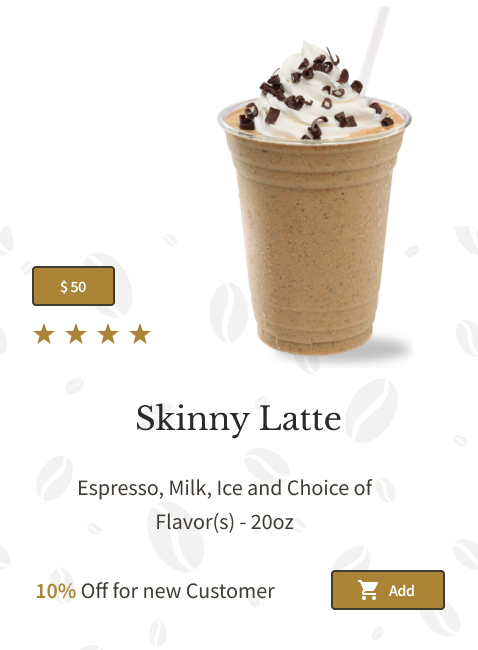 $ 50
Skinny Latte
Espresso, Milk, Ice and Choice of
Flavor(s) - 20oz
10% Off for new Customer
Add